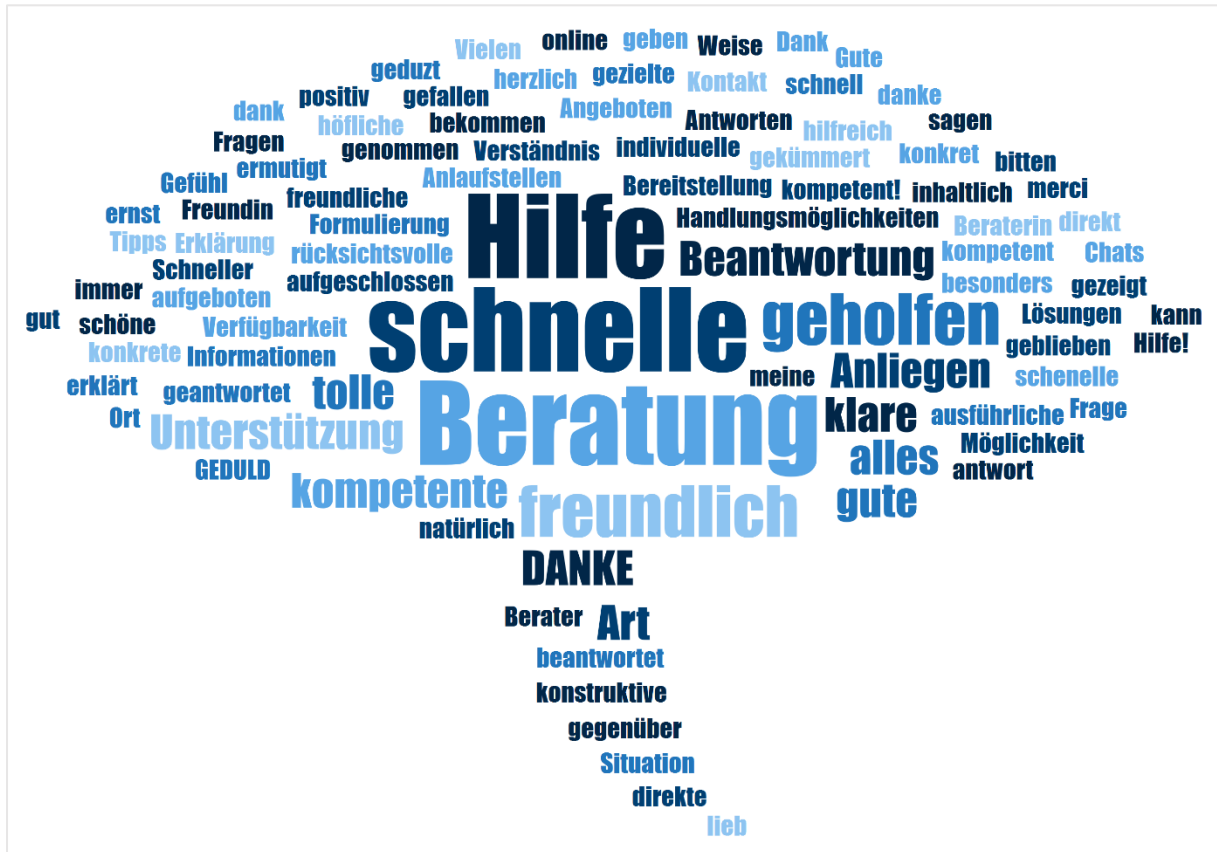 Vielen online geben Weise Dank Gute
geduzt herzlich gezielte Kontakt schnell danke
positiv gefallen Angeboten
dank höfliche bekommen Antworten hilfreich sagen
Fragen genommen Verständnis individuelle gekümmert konkret bitten
Gefühl ermutigt Anlaufstellen
freundliche Bereitstellung kompetent! inhaltlich merci
ernst Freundin Formulierung Hilfe Handlungsmöglichkeiten Beraterin direkt
Tipps Erklärung rücksichtsvolle Beantwortung kompetent Chats
Schneller aufgeschlossen besonders gezeigt
immer aufgeboten
gut schöne Verfügbarkeit schnelle geholfen Lösungen kann
konkrete Informationen geblieben Hilfe!
erklärt geantwortet tolle meine Anliegen schenelle
Ort Unterstützung Beratung klare ausführliche Frage
GEDULD alles Möglichkeit
antwort
kompetente freundlich gute
natürlich
DANKE
Berater Art
beantwortet
konstruktive
gegenüber
Situation
direkte
lieb